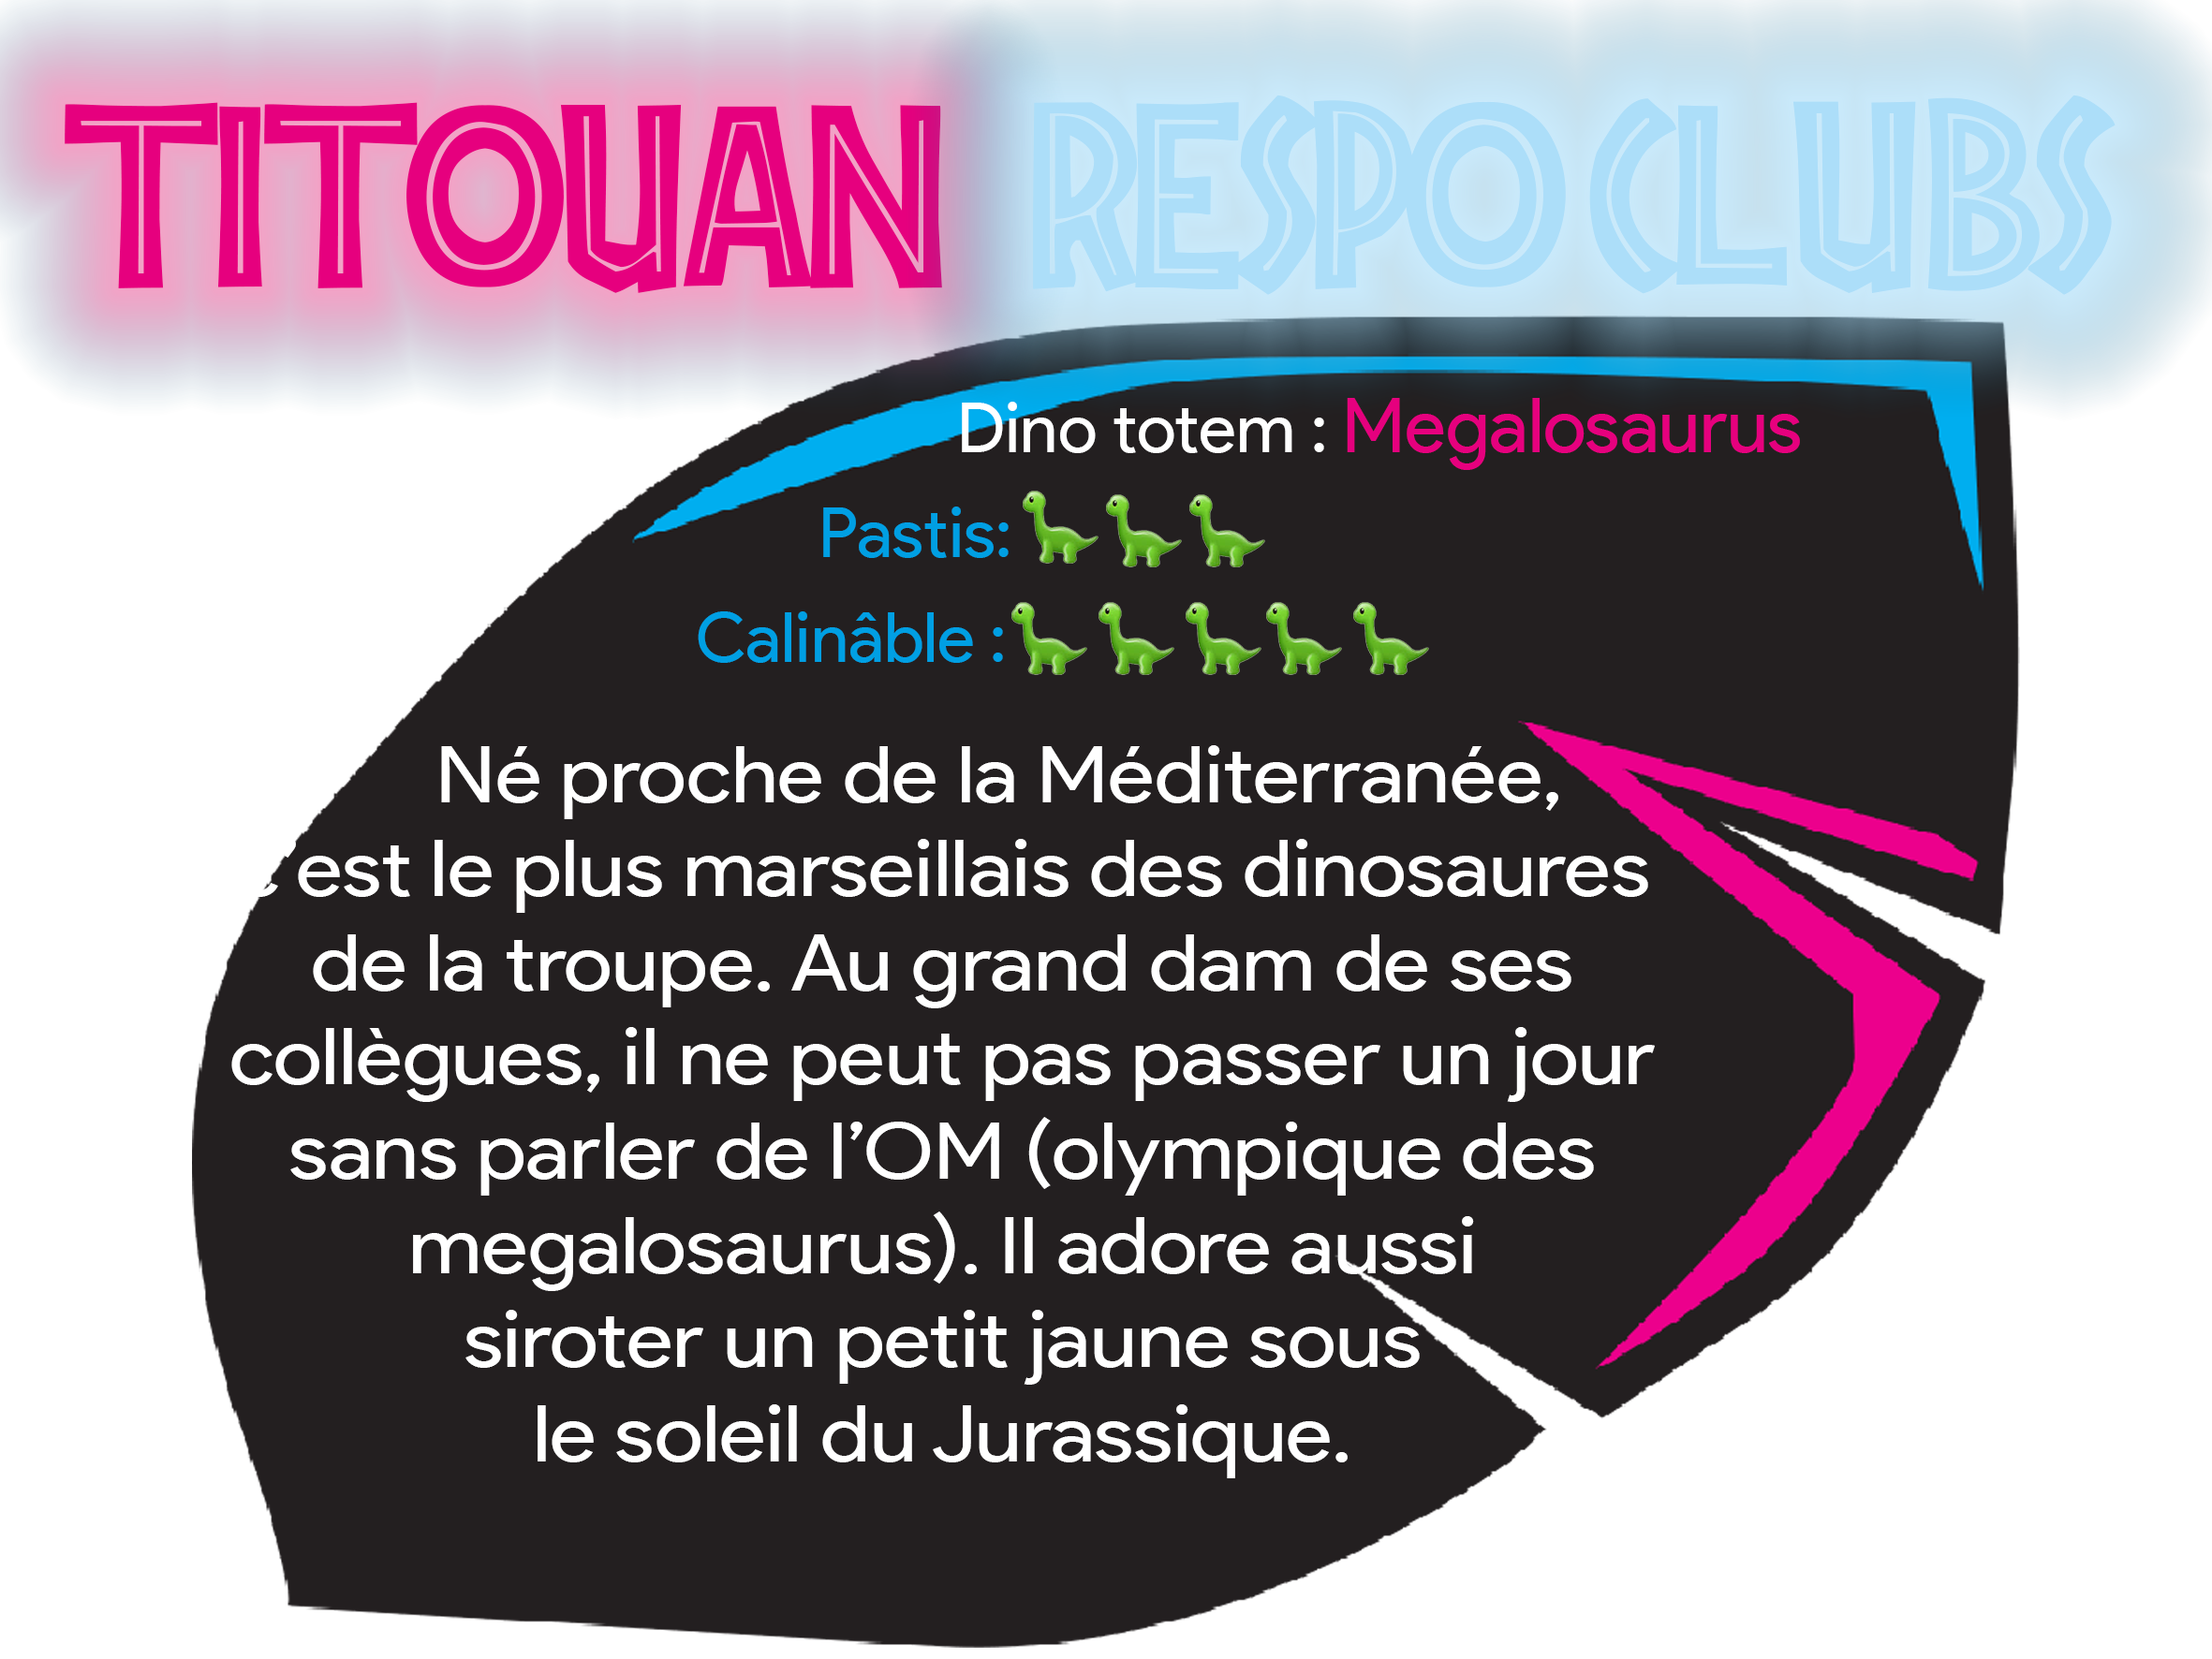 TITOUAN RESPO CLUBS
Dino totem : Megalosaurus
Pastis:
Calinâble :
Né proche de la Méditerranée,
est le plus marseillais des dinosaures
de la troupe. Au grand dam de ses
collègues, il ne peut pas passer un jour
sans parler de l’OM (olympique des
megalosaurus). Il adore aussi
siroter un petit jaune sous
le soleil du Jurassique.